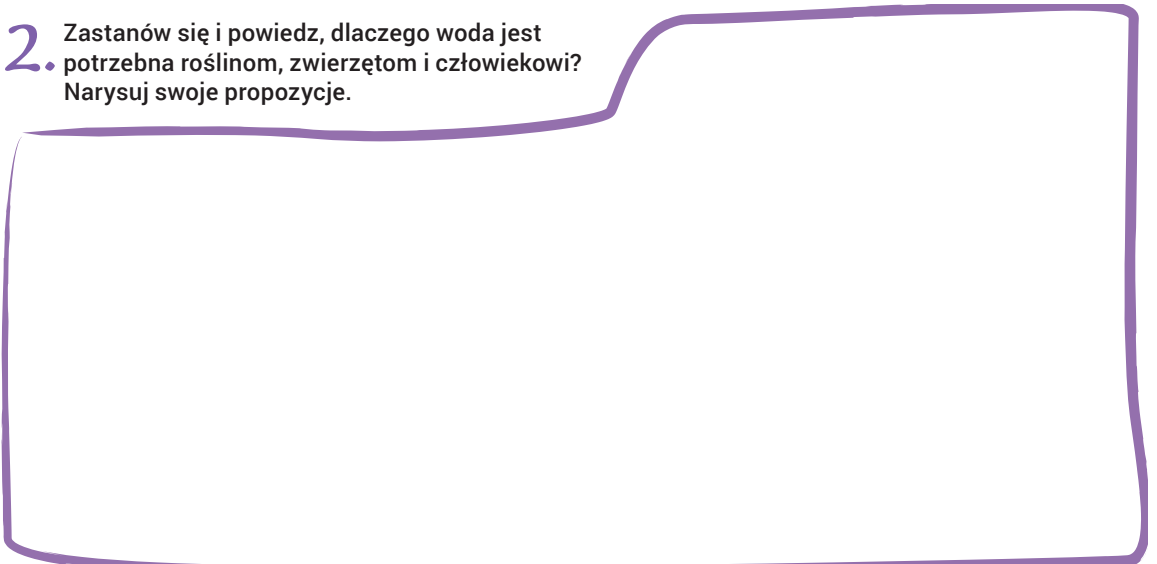 2. Zastanów się i powiedz, dlaczego woda jest
potrzebna roślinom, zwierzętom i człowiekowi?
Narysuj swoje propozycje.